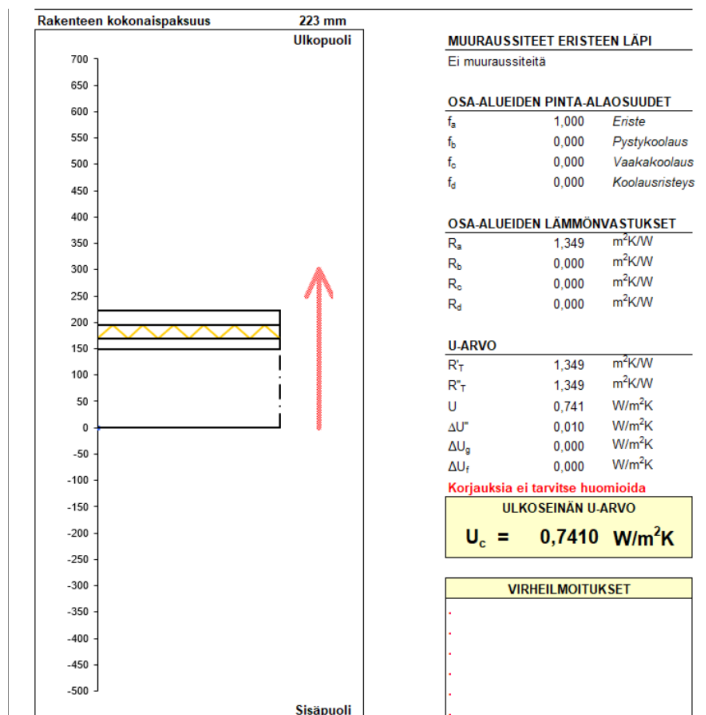 Rakenteen kokonaispaksuus 223 mm
Ulkopuoli
700
600
550
500
450
400
350
300
250
200
150
100
50
0
-50
-100
-150
-200
-250
-300
-350
-400
-450
-500
Sisäpuoli
MUURAUSSITEET ERISTEEN LÄPI
Ei muuraussiteitä
OSA-ALUEIDEN PINTA-ALAOSUUDET
fa 1,000 Eriste
fb 0,000 Pystykoolaus
fc 0,000 Vaakakoolaus
fd 0,000 Koolausristeys
OSA-ALUEIDEN LÄMMÖNVASTUKSET
Ra 1,349 m²K/W
Rb 0,000 m²K/W
Rc 0,000 m²K/W
Rd 0,000 m²K/W
U-ARVO
R'T 1,349 m²K/W
R"T 1,349 m²K/W
U 0,741 W/m²K
ΔU" 0,010 W/m²K
ΔUg 0,000 W/m²K
ΔUf 0,000 W/m²K
Korjauksia ei tarvitse huomioida
ULKOSEINÄN U-ARVO
Uc = 0,7410 W/m²K
VIRHEILMOITUKSET
.
.
.
.
.
.